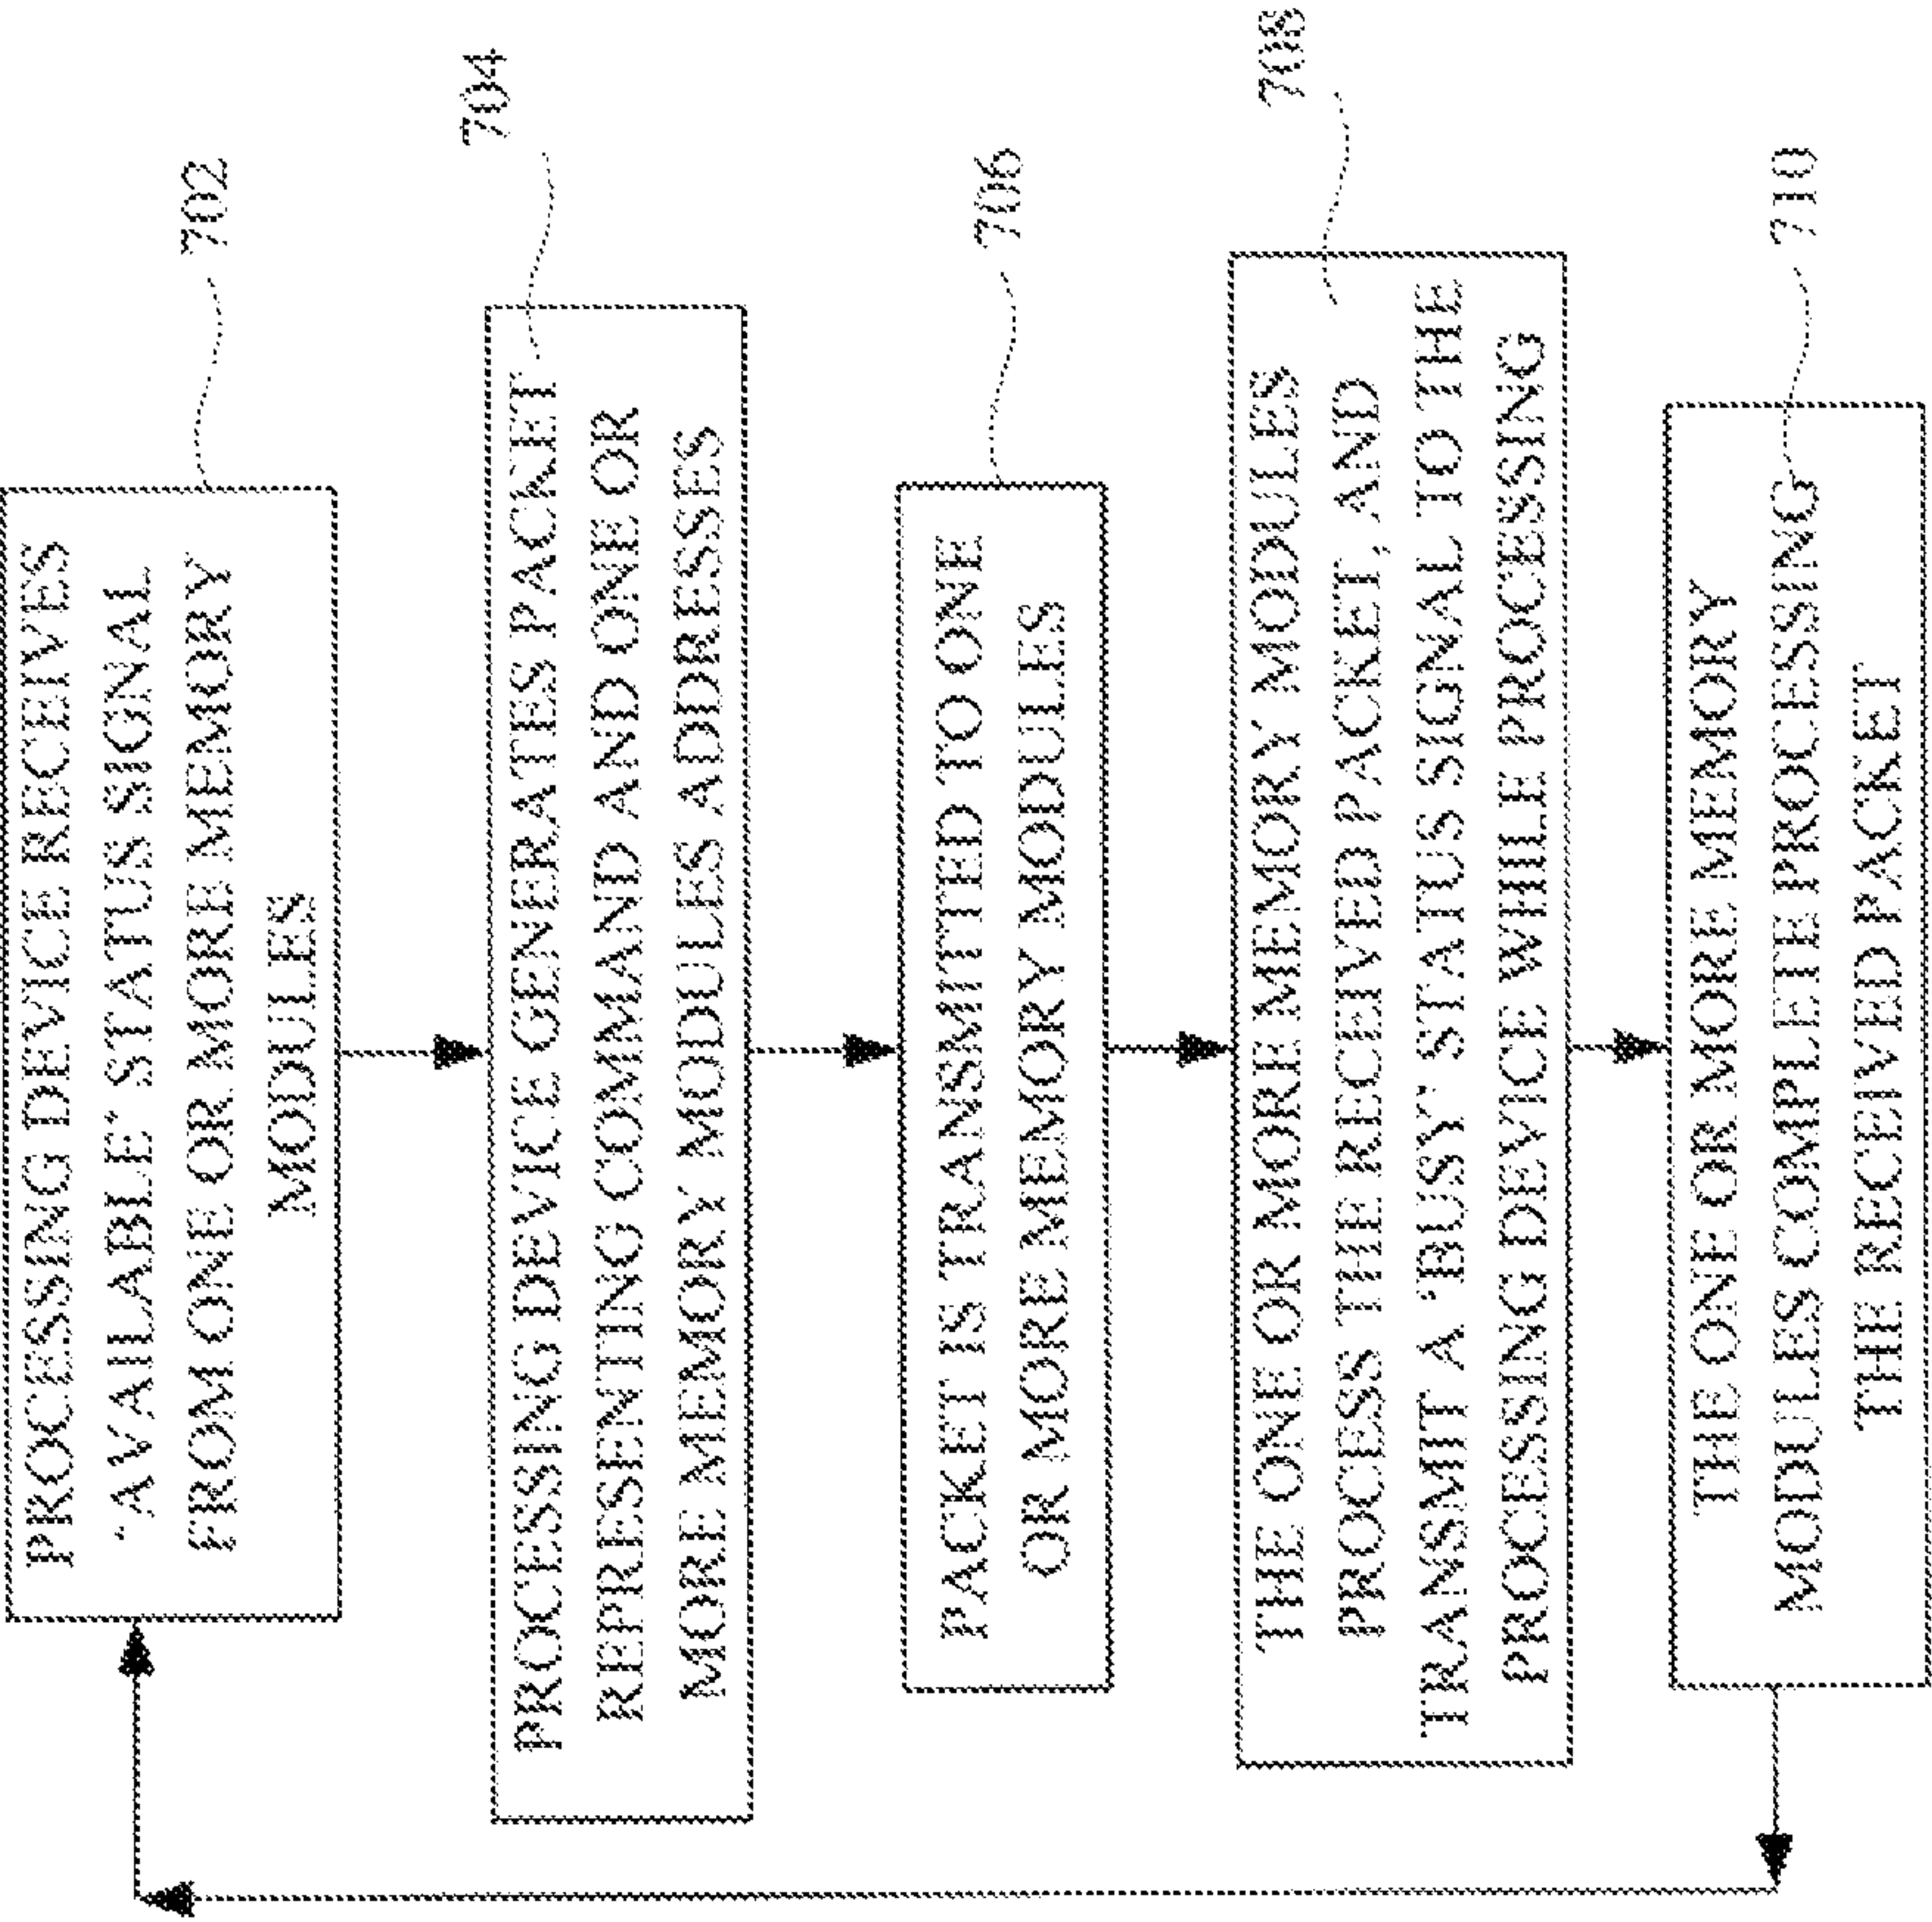 PROCESSING DEVICE RECEIVES
'AVAILABLE' STATUS SIGNAL
FROM ONE OR MORE MEMORY
MODULES
702
PROCESSING DEVICE GENERATES PACKET
REPRESENTING COMMAND AND ONE OR
MORE MEMORY MODULES ADDRESSES
704
PACKET IS TRANSMITTED TO ONE
OR MORE MEMORY MODULES
706
THE ONE OR MORE MEMORY MODULES
PROCESS THE RECEIVED PACKET, AND
TRANSMIT A 'BUSY' STATUS SIGNAL TO THE
PROCESSING DEVICE WHILE PROCESSING
708
THE ONE OR MORE MEMORY
MODULES COMPLETE PROCESSING
THE RECEIVED PACKET
710